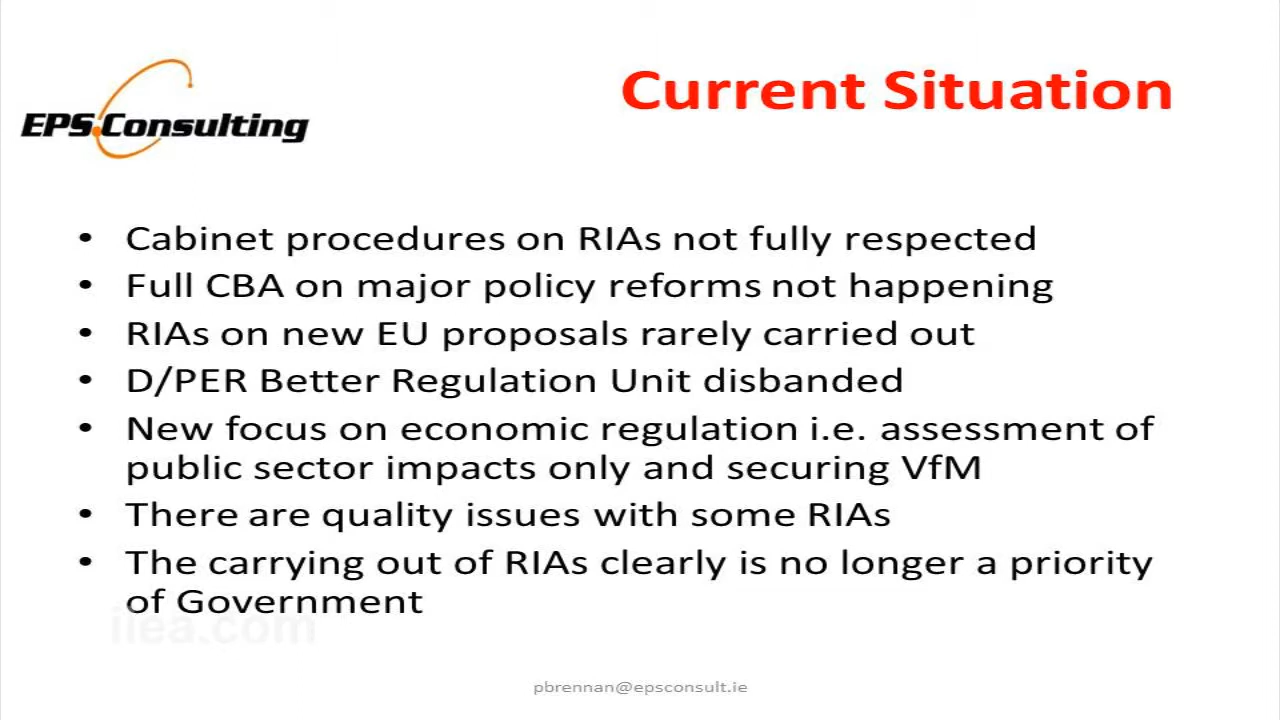 EPS.Consulting
Current Situation
• Cabinet procedures on RIAs not fully respected
• Full CBA on major policy reforms not happening
• RIAs on new EU proposals rarely carried out
• D/PER Better Regulation Unit disbanded
• New focus on economic regulation i.e. assessment of
public sector impacts only and securing VfM
• There are quality issues with some RIAs
• The carrying out of RIAs clearly is no longer a priority
of Government
iiea.com
pbrennan@epsconsult.ie